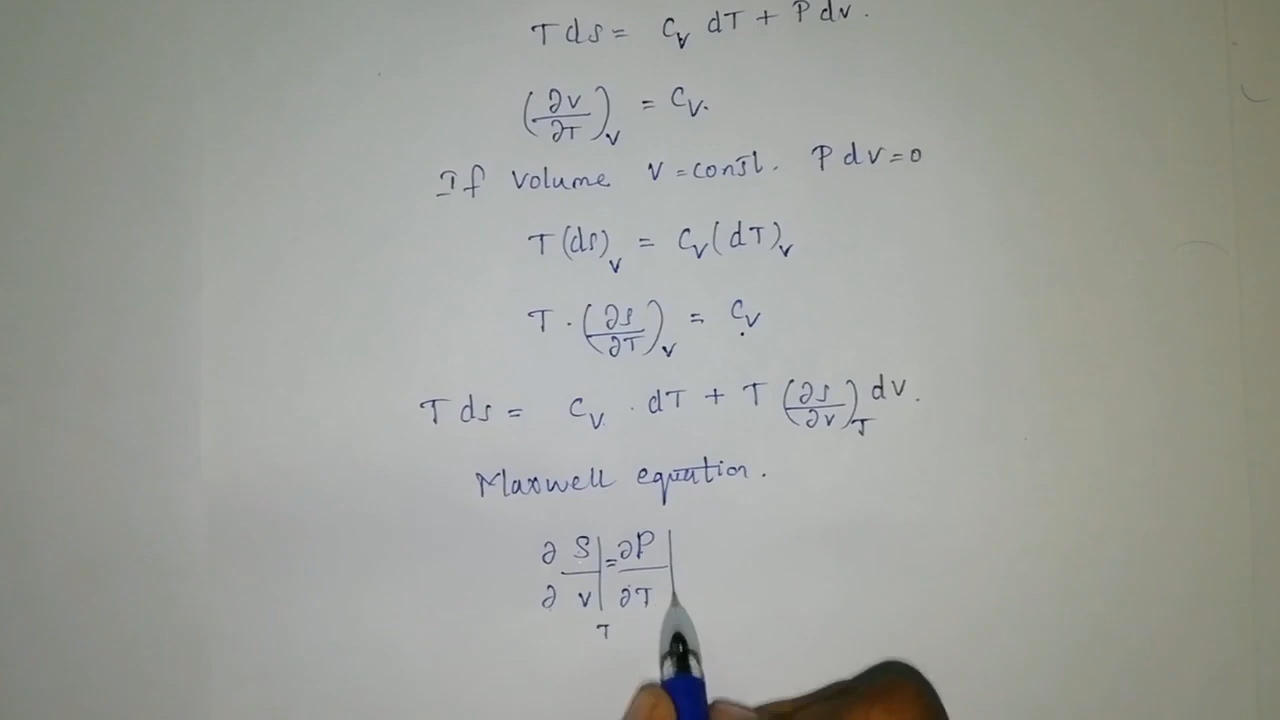 T ds = Cv dT + P dv.
(∂v/∂T)v = Cv.
If volume v = const. P dv = 0
T(ds)v = Cv(dT)v
T · (∂s/∂T)v = Cv
T ds = Cv · dT + T (∂s/∂v)T dv.
Maxwell equation.
∂S/∂v|T = ∂P/∂T|